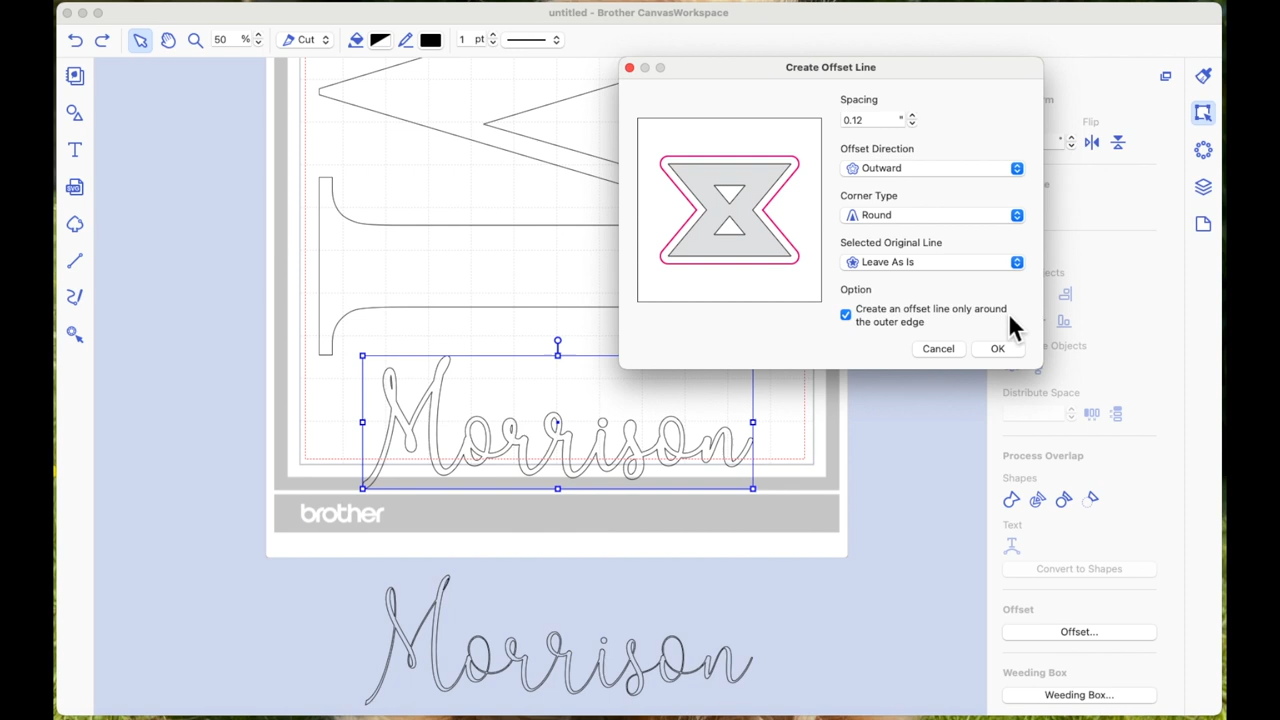 untitled - Brother CanvasWorkspace
50 %
Cut
1 pt
Create Offset Line
Spacing
0.12 "
Offset Direction
Outward
Corner Type
Round
Selected Original Line
Leave As Is
Option
Create an offset line only around
the outer edge
Cancel
OK
Flip
Distribute Space
Process Overlap
Shapes
Text
Convert to Shapes
Offset
Offset...
Weeding Box
Weeding Box...
SVG
Morrison
brother
Morrison